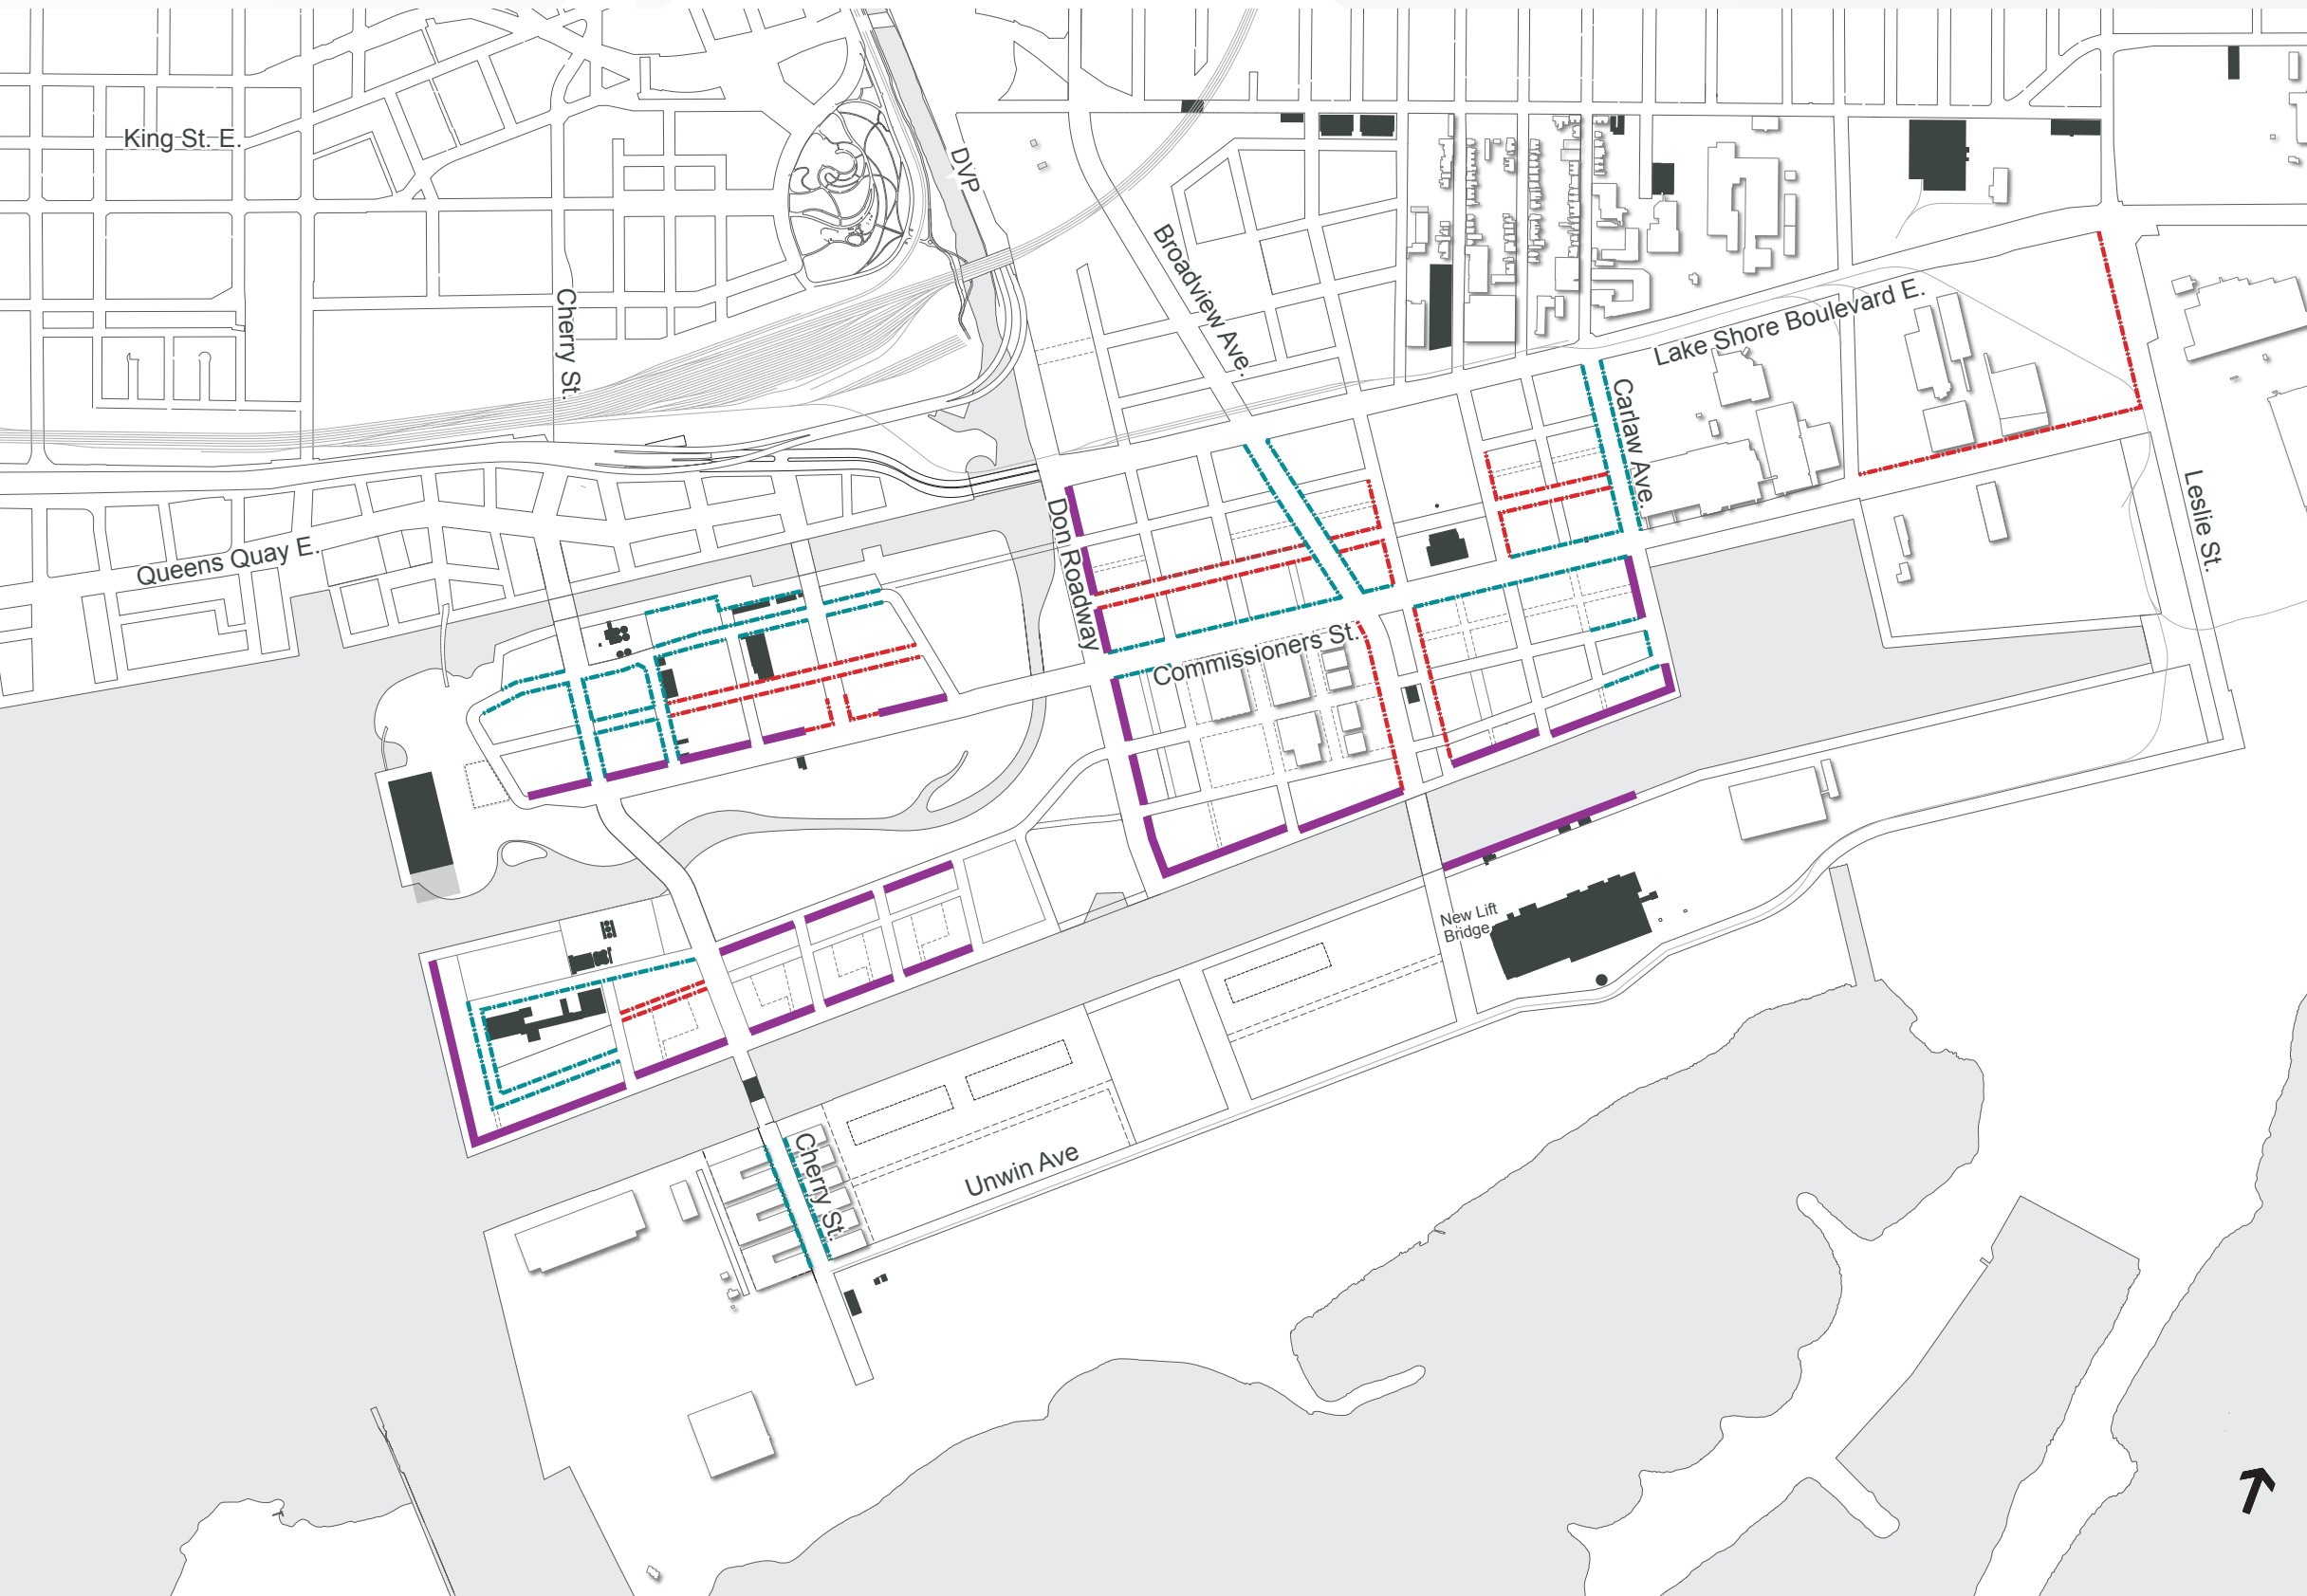 King St. E.
DVP
Broadview Ave.
Cherry St.
Lake Shore Boulevard E.
Carlaw Ave.
Leslie St.
Queens Quay E.
Don Roadway
Commissioners St.
New Lift
Bridge
Cherry St.
Unwin Ave